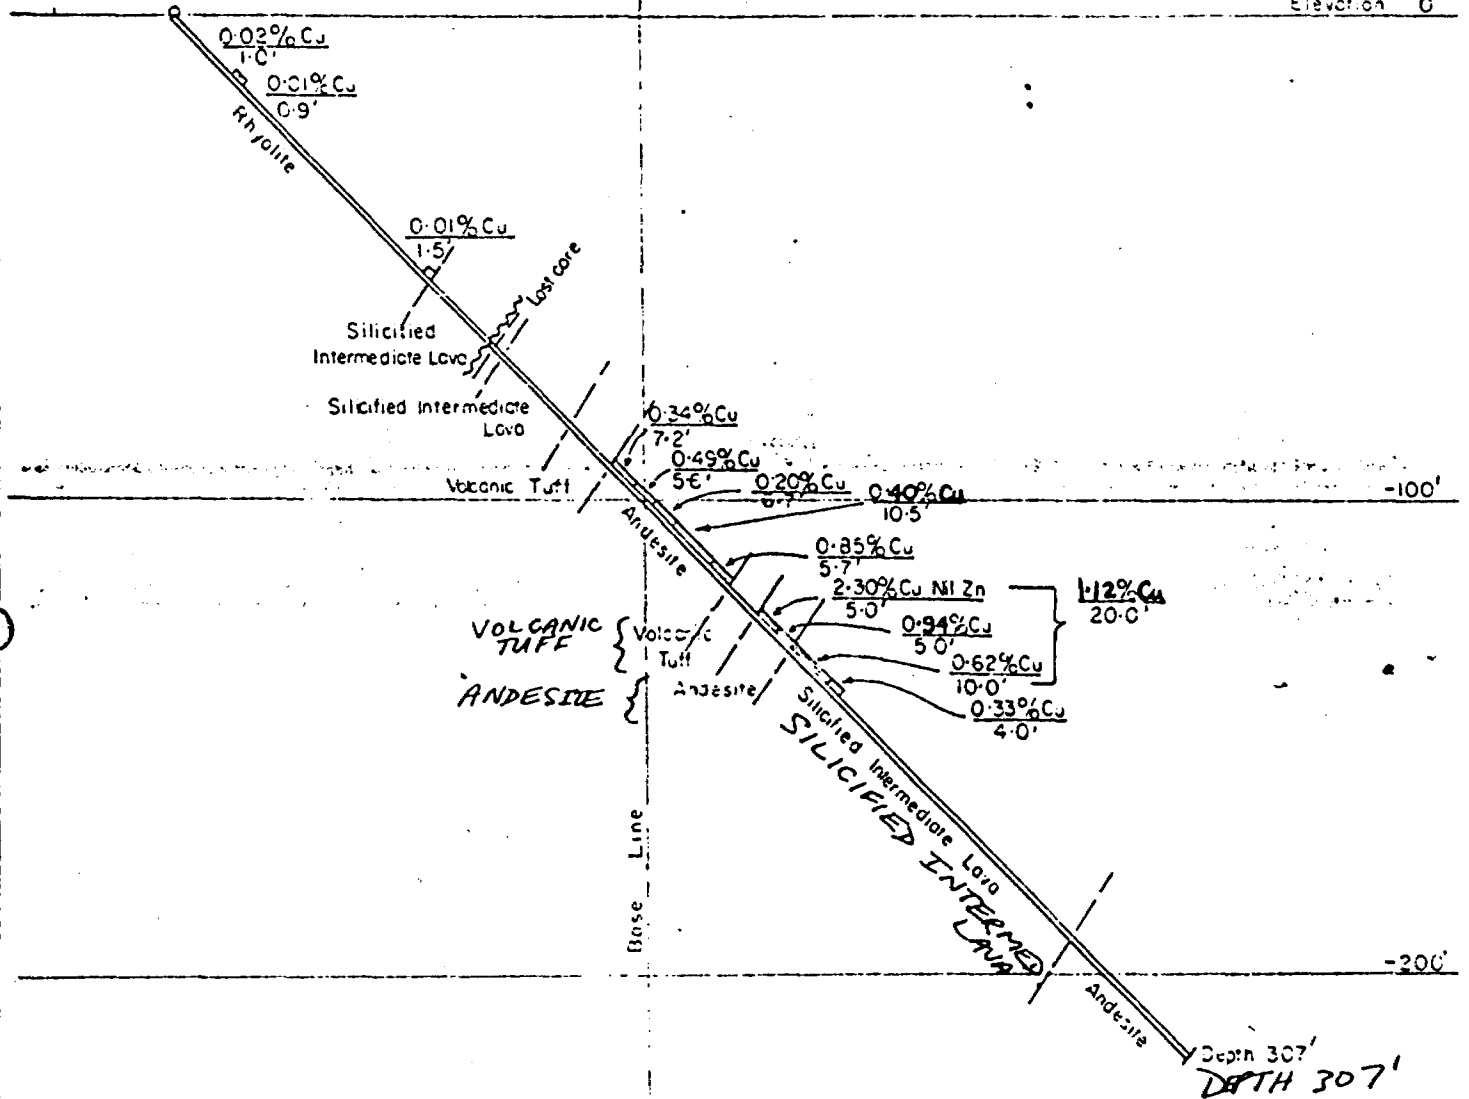 Elevation 0
0.02% Cu
1.0'
0.01% Cu
0.9'
Rhyolite
0.01% Cu
1.5'
Lost core
Silicified
Intermediate Lava
Silicified Intermediate
Lava
0.34% Cu
7.2'
0.49% Cu
0.20% Cu
0.40% Cu
10.5'
Volcanic Tuff
-100'
Andesite
0.85% Cu
5.7'
2.30% Cu Nil Zn
5.0'
1.12% Cu
20.0'
0.94% Cu
5.0'
VOLCANIC
TUFF
Volcanic
Tuff
0.62% Cu
10.0'
ANDESITE
Andesite
0.33% Cu
4.0'
Silicified Intermediate Lava
SILICIFIED INTERMED
LAVA
Base Line
-200'
Andesite
Depth 307'
DEPTH 307'